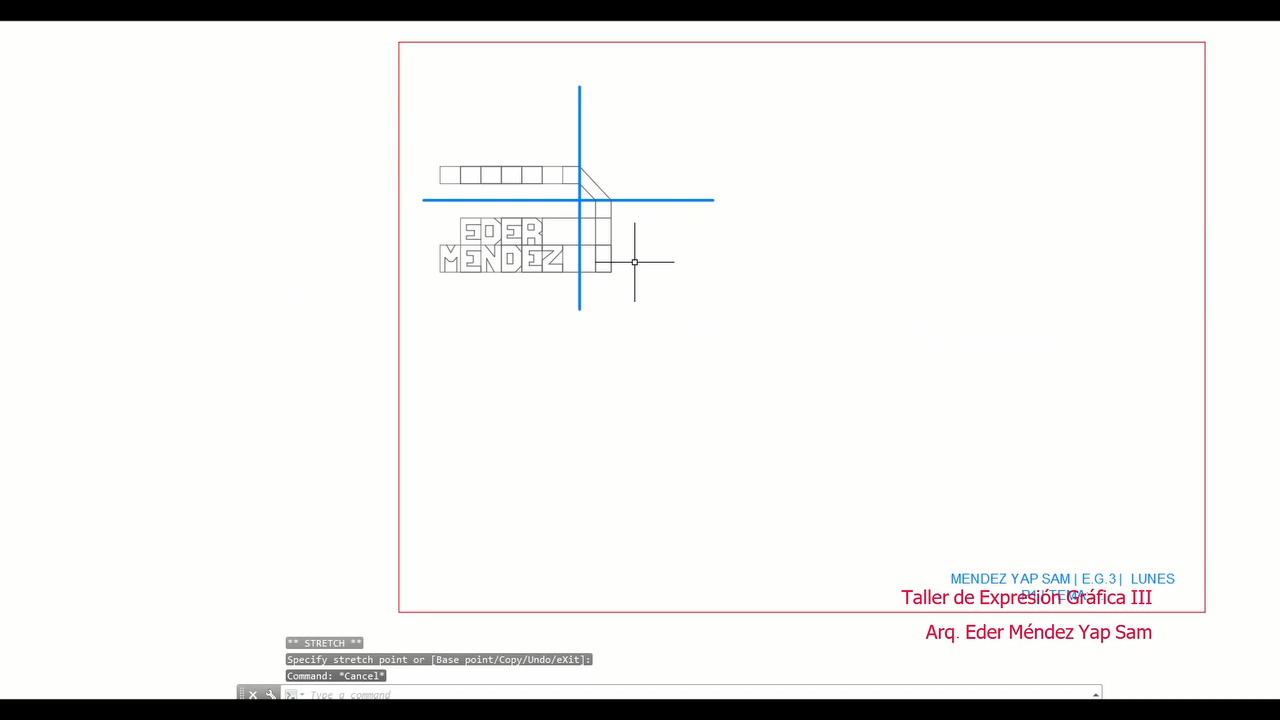 EDER
MENDEZ
MENDEZ YAP SAM | E.G.3 | LUNES
Taller de Expresión Gráfica III
Arq. Eder Méndez Yap Sam
** STRETCH **
Specify stretch point or [Base point/Copy/Undo/eXit]:
Command: *Cancel*
Type a command